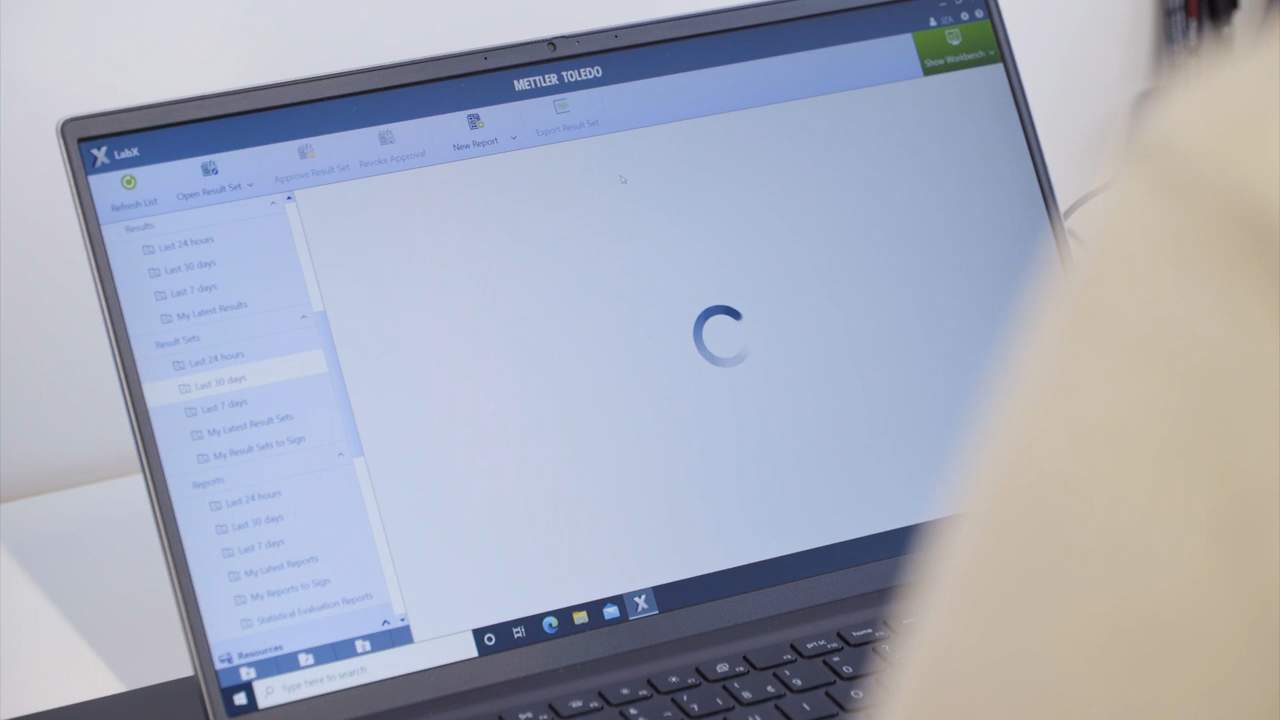 METTLER TOLEDO
IZA
Show Workbench
LabX
Refresh List
Open Result Set
Approve Result Set
Revoke Approval
New Report
Export Result Set
Results
Last 24 hours
Last 30 days
Last 7 days
My Latest Results
Result Sets
Last 24 hours
Last 30 days
Last 7 days
My Latest Result Sets
My Result Sets to Sign
Reports
Last 24 hours
Last 30 days
Last 7 days
My Latest Reports
My Reports to Sign
Statistical Evaluation Reports
Resources
Type here to search